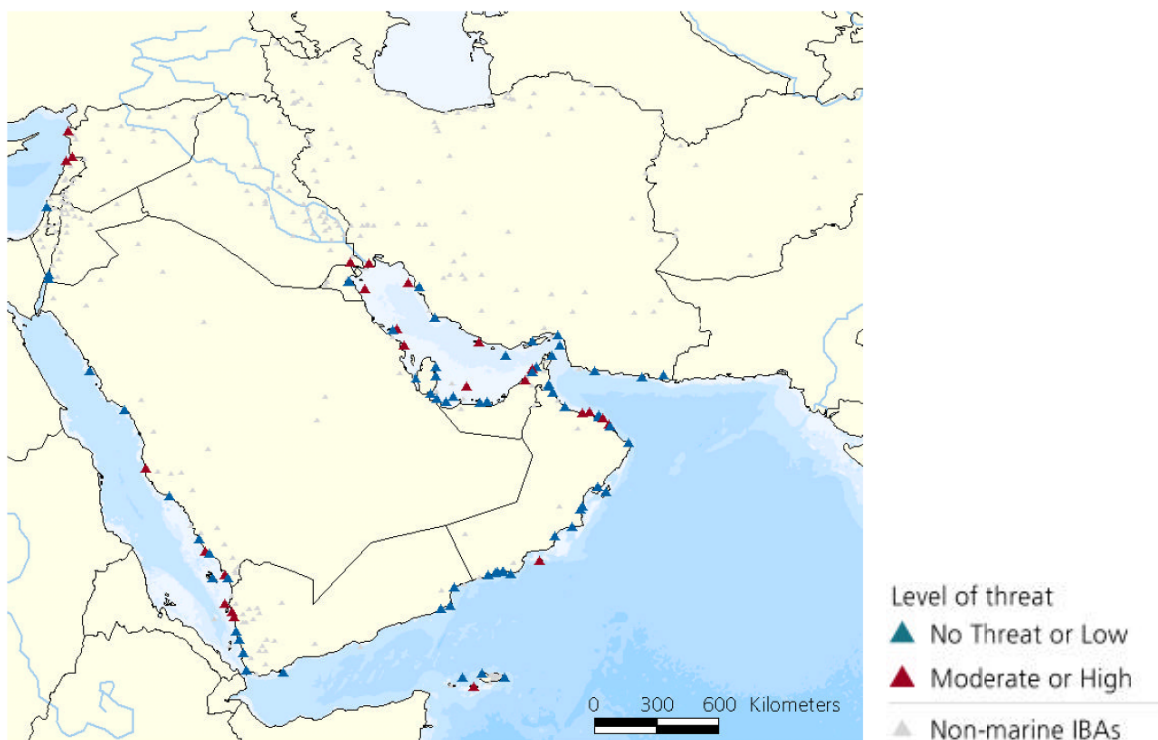 0 300 600 Kilometers
Level of threat
No Threat or Low
Moderate or High
Non-marine IBAs